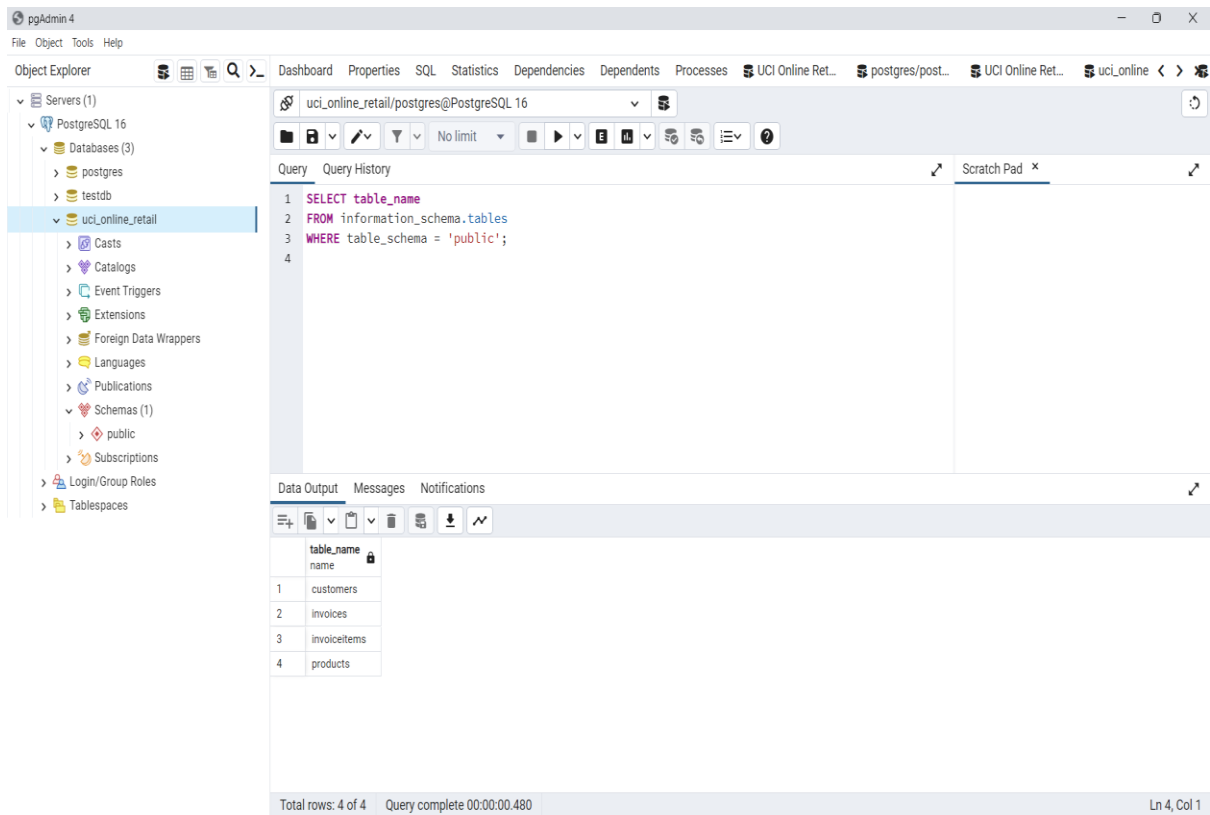 pgAdmin 4
File Object Tools Help
Object Explorer
Dashboard Properties SQL Statistics Dependencies Dependents Processes UCI Online Ret... postgres/post... UCI Online Ret... uci_online
Servers (1)
PostgreSQL 16
Databases (3)
postgres
testdb
uci_online_retail
Casts
Catalogs
Event Triggers
Extensions
Foreign Data Wrappers
Languages
Publications
Schemas (1)
public
Subscriptions
Login/Group Roles
Tablespaces
uci_online_retail/postgres@PostgreSQL 16
No limit
E
Query Query History
Scratch Pad
1 SELECT table_name
2 FROM information_schema.tables
3 WHERE table_schema = 'public';
4
Data Output Messages Notifications
table_name
name
1 customers
2 invoices
3 invoiceitems
4 products
Total rows: 4 of 4 Query complete 00:00:00.480 Ln 4, Col 1